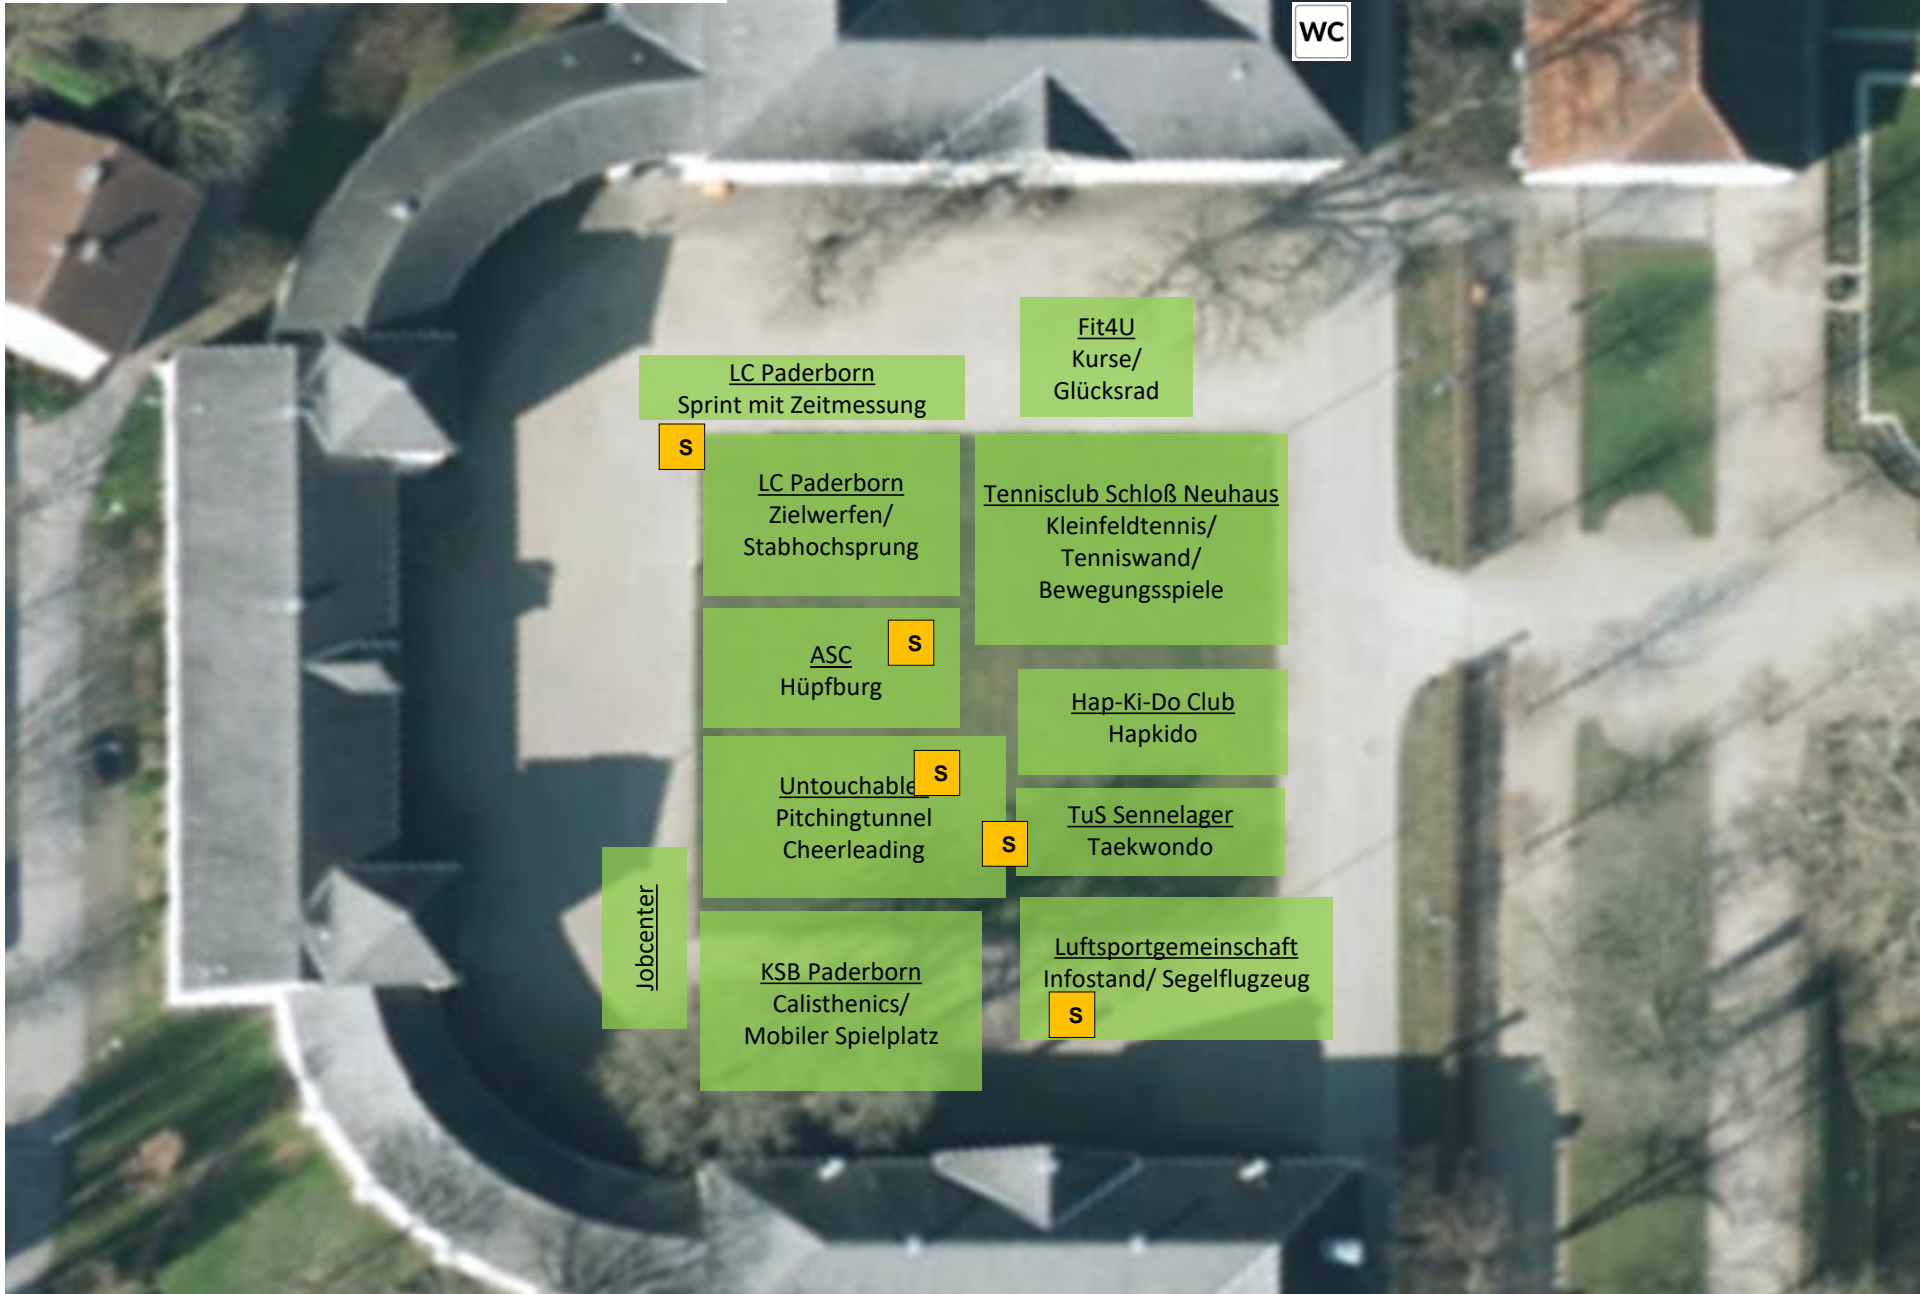 WC
Fit4U
Kurse/
Glücksrad
LC Paderborn
Sprint mit Zeitmessung
S
LC Paderborn
Zielwerfen/
Stabhochsprung
Tennisclub Schloß Neuhaus
Kleinfeldtennis/
Tenniswand/
Bewegungsspiele
ASC
Hüpfburg
S
Hap-Ki-Do Club
Hapkido
Untouchable
Pitchingtunnel
Cheerleading
S
TuS Sennelager
Taekwondo
S
Jobcenter
KSB Paderborn
Calisthenics/
Mobiler Spielplatz
Luftsportgemeinschaft
Infostand/ Segelflugzeug
S